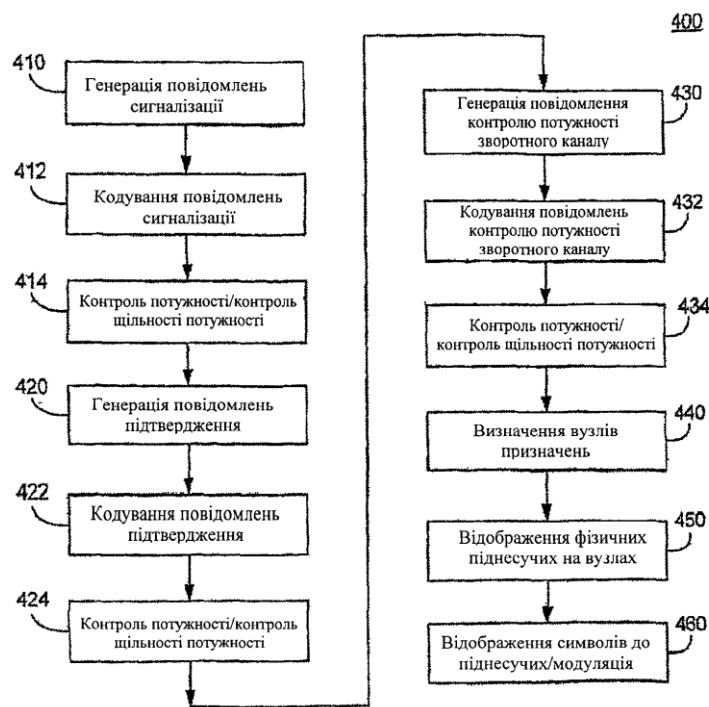 400
410
Генерація повідомлень
сигналізації
412
Кодування повідомлень
сигналізації
414
Контроль потужності/контроль
щільності потужності
420
Генерація повідомлень
підтвердження
422
Кодування повідомлень
підтвердження
424
Контроль потужності/контроль
щільності потужності
430
Генерація повідомлення
контролю потужності
зворотного каналу
432
Кодування повідомлень
контролю потужності
зворотного каналу
434
Контроль потужності/
контроль щільності потужності
440
Визначення вузлів
призначень
450
Відображення фізичних
піднесучих на вузлах
460
Відображення символів до
піднесучих/модуляція